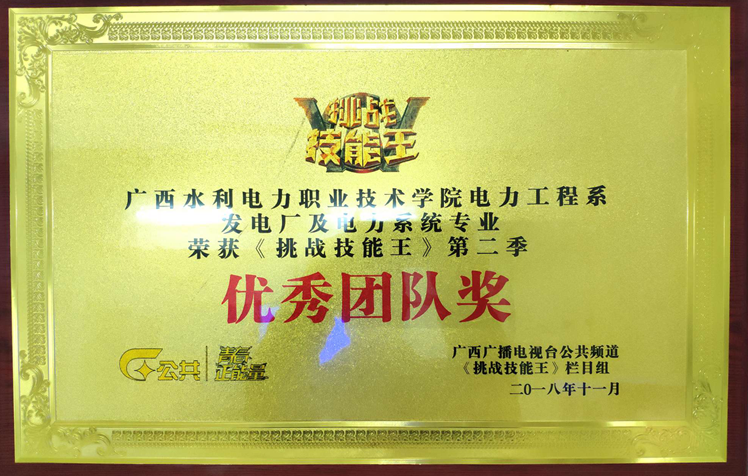 挑战
技能王
广西水利电力职业技术学院电力工程系
发电厂及电力系统专业
荣获《挑战技能王》第二季
优秀团队奖
公共
正能量
广西广播电视台公共频道
《挑战技能王》栏目组
二〇一八年十一月